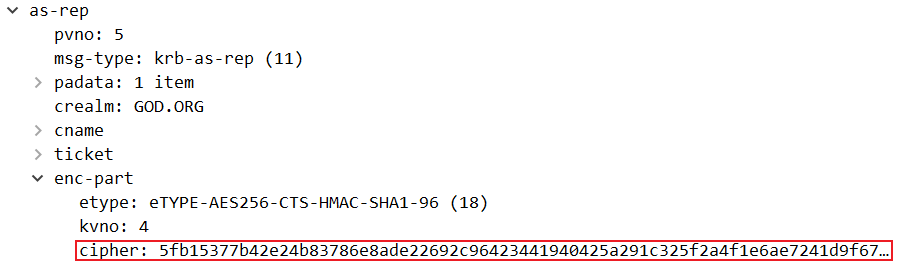 as-rep
pvno: 5
msg-type: krb-as-rep (11)
padata: 1 item
crealm: GOD.ORG
cname
ticket
enc-part
etype: eTYPE-AES256-CTS-HMAC-SHA1-96 (18)
kvno: 4
cipher: 5fb15377b42e24b83786e8ade22692c96423441940425a291c325f2a4f1e6ae7241d9f67…